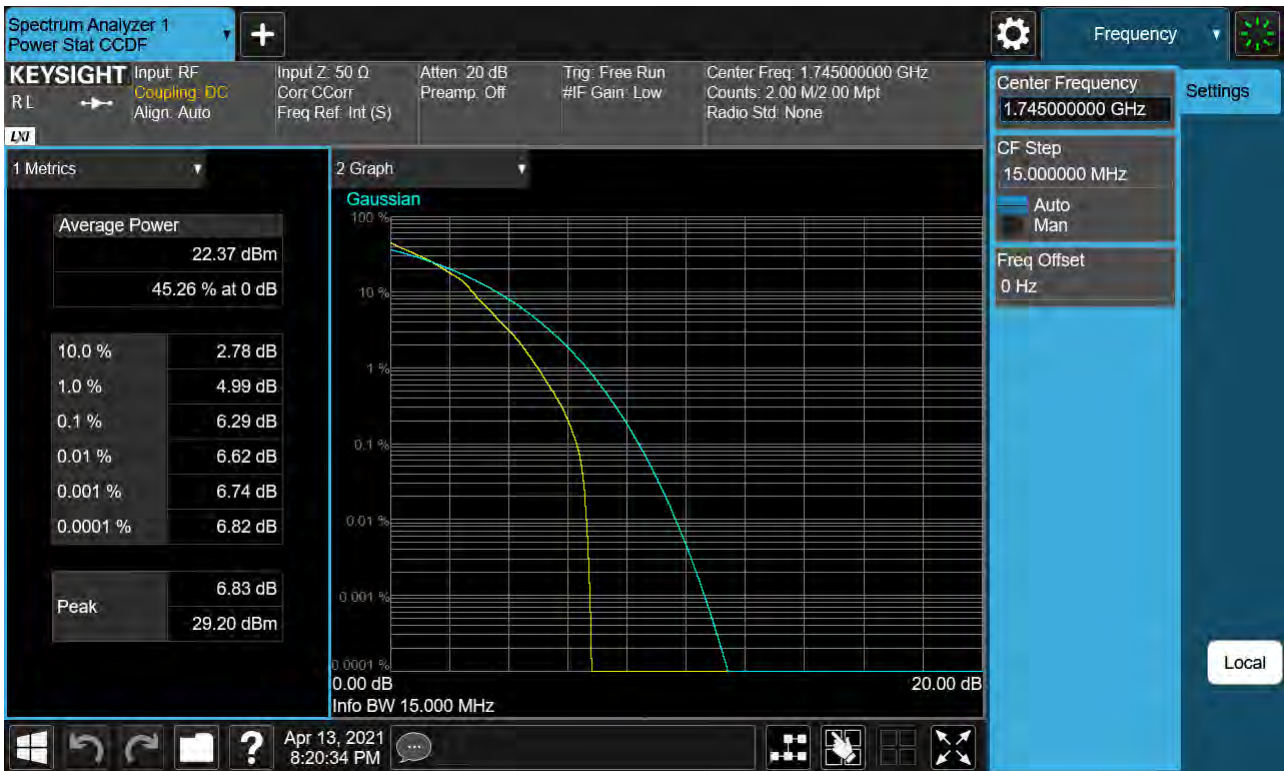 Spectrum Analyzer 1
Power Stat CCDF
+
Frequency
KEYSIGHT
RL
LXI
Input: RF
Coupling: DC
Align: Auto
Input Z: 50 Ω
Corr CCorr
Freq Ref: Int (S)
Atten: 20 dB
Preamp: Off
Trig: Free Run
#IF Gain: Low
Center Freq: 1.745000000 GHz
Counts: 2.00 M/2.00 Mpt
Radio Std: None
Center Frequency
1.745000000 GHz
Settings
CF Step
15.000000 MHz
Auto
Man
Freq Offset
0 Hz
Local
1 Metrics
Average Power
22.37 dBm
45.26 % at 0 dB
10.0 % 2.78 dB
1.0 % 4.99 dB
0.1 % 6.29 dB
0.01 % 6.62 dB
0.001 % 6.74 dB
0.0001 % 6.82 dB
Peak
6.83 dB
29.20 dBm
2 Graph
Gaussian
100 %
10 %
1 %
0.1 %
0.01 %
0.001 %
0.0001 %
0.00 dB
20.00 dB
Info BW 15.000 MHz
?
Apr 13, 2021
8:20:34 PM